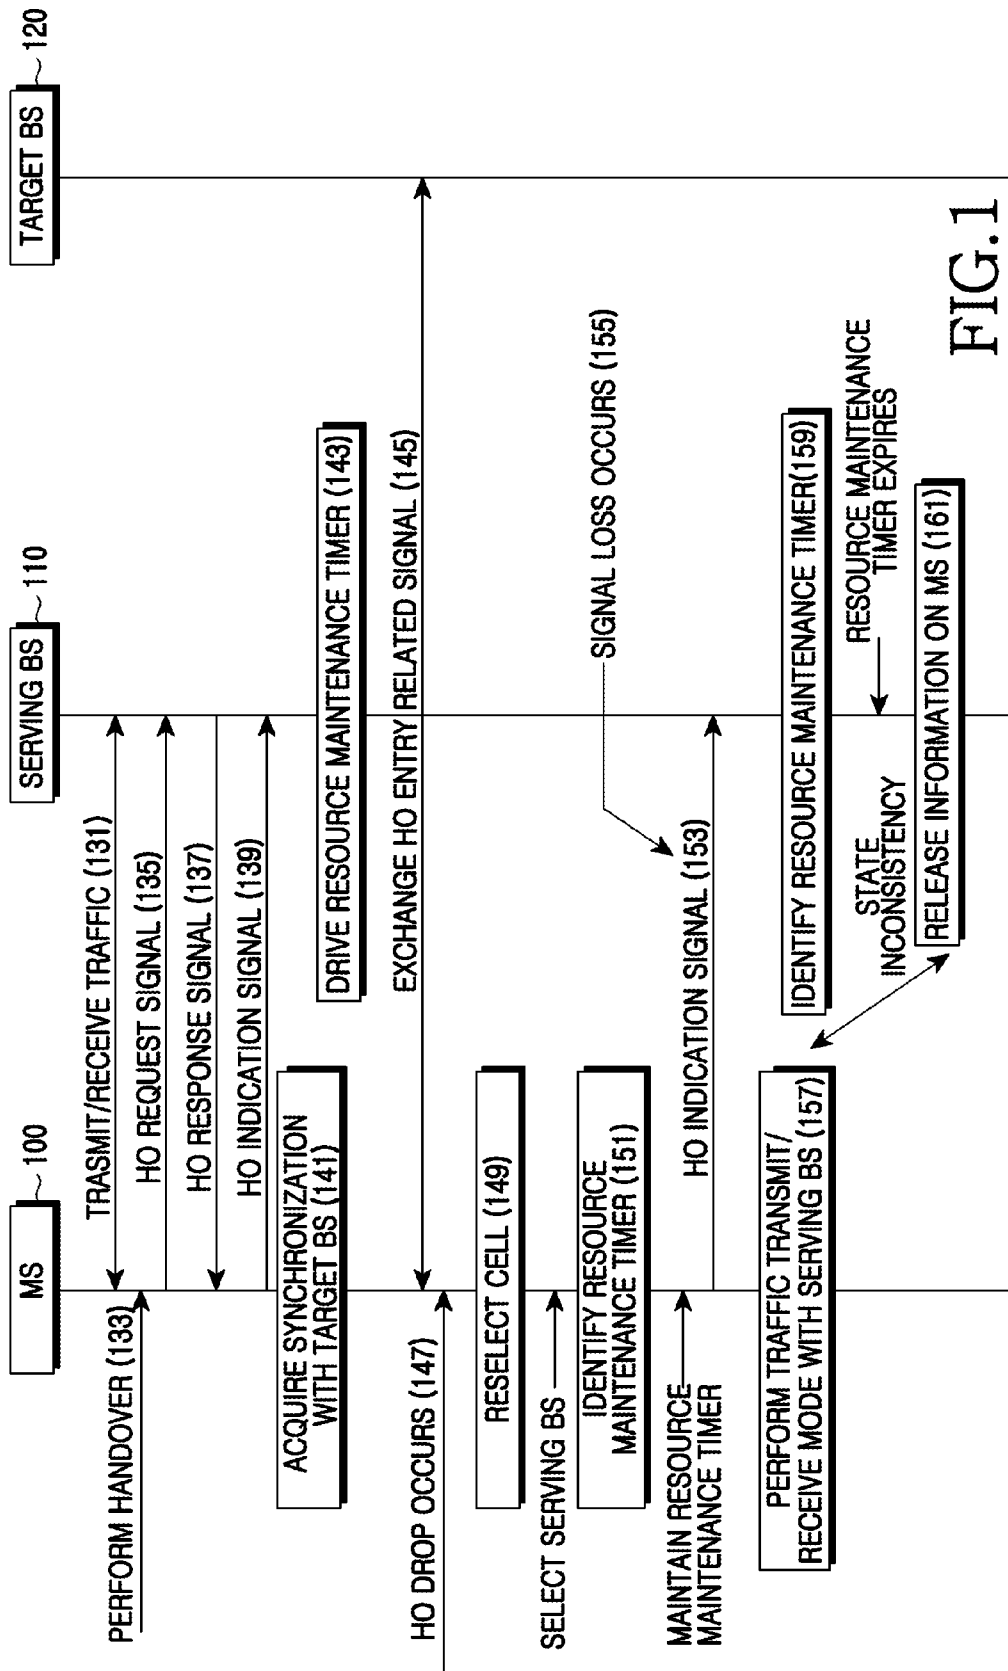 MS
100
SERVING BS
110
TARGET BS
120
TRASMIT/RECEIVE TRAFFIC (131)
PERFORM HANDOVER (133)
HO REQUEST SIGNAL (135)
HO RESPONSE SIGNAL (137)
HO INDICATION SIGNAL (139)
ACQUIRE SYNCHRONIZATION
WITH TARGET BS (141)
DRIVE RESOURCE MAINTENANCE TIMER (143)
EXCHANGE HO ENTRY RELATED SIGNAL (145)
HO DROP OCCURS (147)
RESELECT CELL (149)
SELECT SERVING BS
IDENTIFY RESOURCE
MAINTENANCE TIMER (151)
SIGNAL LOSS OCCURS (155)
MAINTAIN RESOURCE
MAINTENANCE TIMER
HO INDICATION SIGNAL (153)
PERFORM TRAFFIC TRANSMIT/
RECEIVE MODE WITH SERVING BS (157)
IDENTIFY RESOURCE MAINTENANCE TIMER(159)
STATE
INCONSISTENCY
RESOURCE MAINTENANCE
TIMER EXPIRES
RELEASE INFORMATION ON MS (161)
FIG.1